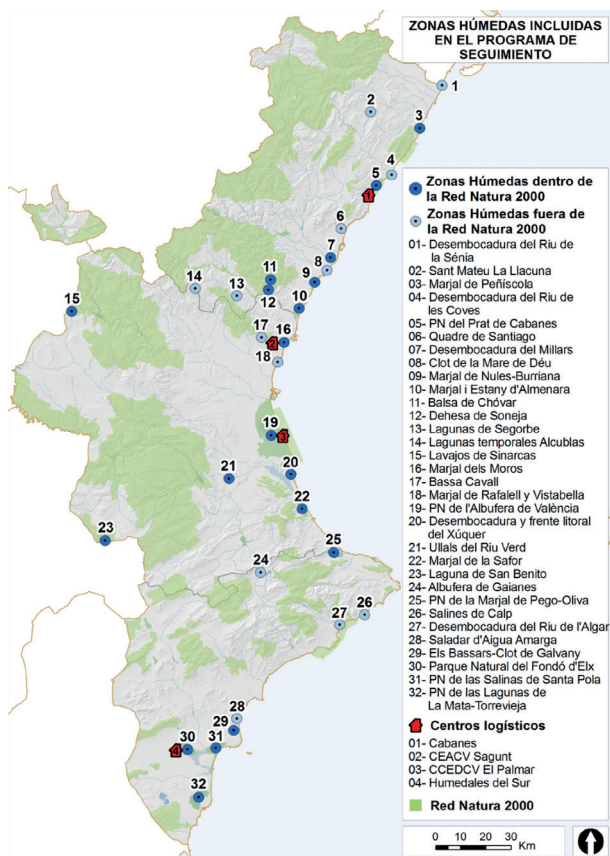 ZONAS HÚMEDAS INCLUIDAS
EN EL PROGRAMA DE
SEGUIMIENTO
1
2
3
4
5
1
6
7
8
9
10
11
12
13
14
15
16
17
2
18
19
3
20
21
22
23
24
25
26
27
28
29
30
4
31
32
Zonas Húmedas dentro de
la Red Natura 2000
Zonas Húmedas fuera de
la Red Natura 2000
01- Desembocadura del Riu de
la Sénia
02- Sant Mateu La Llacuna
03- Marjal de Peñíscola
04- Desembocadura del Riu de
les Coves
05- PN del Prat de Cabanes
06- Quadre de Santiago
07- Desembocadura del Millars
08- Clot de la Mare de Déu
09- Marjal de Nules-Burriana
10- Marjal i Estany d'Almenara
11- Balsa de Chóvar
12- Dehesa de Soneja
13- Lagunas de Segorbe
14- Lagunas temporales Alcublas
15- Lavajos de Sinarcas
16- Marjal dels Moros
17- Bassa Cavall
18- Marjal de Rafalell y Vistabella
19- PN de l'Albufera de València
20- Desembocadura y frente litoral
del Xúquer
21- Ullals del Riu Verd
22- Marjal de la Safor
23- Laguna de San Benito
24- Albufera de Gaianes
25- PN de la Marjal de Pego-Oliva
26- Salines de Calp
27- Desembocadura del Riu de l'Algar
28- Saladar d'Aigua Amarga
29- Els Bassars-Clot de Galvany
30- Parque Natural del Fondó d'Elx
31- PN de las Salinas de Santa Pola
32- PN de las Lagunas de
La Mata-Torrevieja
Centros logísticos
01- Cabanes
02- CEACV Sagunt
03- CCEDCV El Palmar
04- Humedales del Sur
Red Natura 2000
0 10 20 30
Km